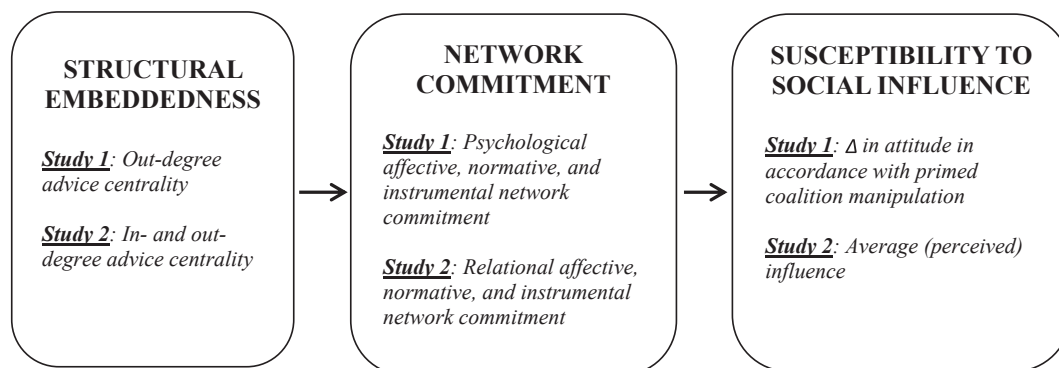 STRUCTURAL
EMBEDDEDNESS
Study 1: Out-degree
advice centrality
Study 2: In- and out-
degree advice centrality
NETWORK
COMMITMENT
Study 1: Psychological
affective, normative, and
instrumental network
commitment
Study 2: Relational affective,
normative, and instrumental
network commitment
SUSCEPTIBILITY TO
SOCIAL INFLUENCE
Study 1: Δ in attitude in
accordance with primed
coalition manipulation
Study 2: Average (perceived)
influence